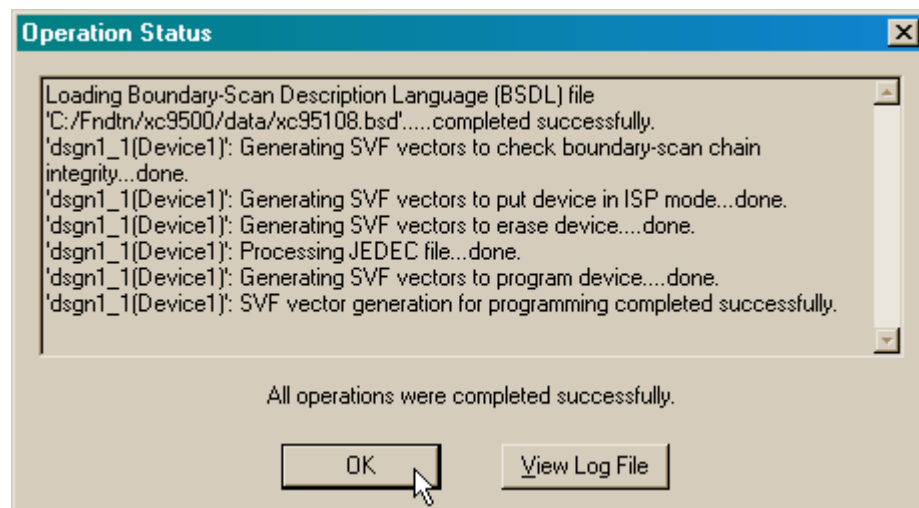 Operation Status
Loading Boundary-Scan Description Language (BSDL) file
'C:/Fndtn/xc9500/data/xc95108.bsd'.....completed successfully.
'dsgn1_1(Device1)': Generating SVF vectors to check boundary-scan chain
integrity...done.
'dsgn1_1(Device1)': Generating SVF vectors to put device in ISP mode...done.
'dsgn1_1(Device1)': Generating SVF vectors to erase device....done.
'dsgn1_1(Device1)': Processing JEDEC file...done.
'dsgn1_1(Device1)': Generating SVF vectors to program device....done.
'dsgn1_1(Device1)': SVF vector generation for programming completed successfully.
All operations were completed successfully.
OK
View Log File